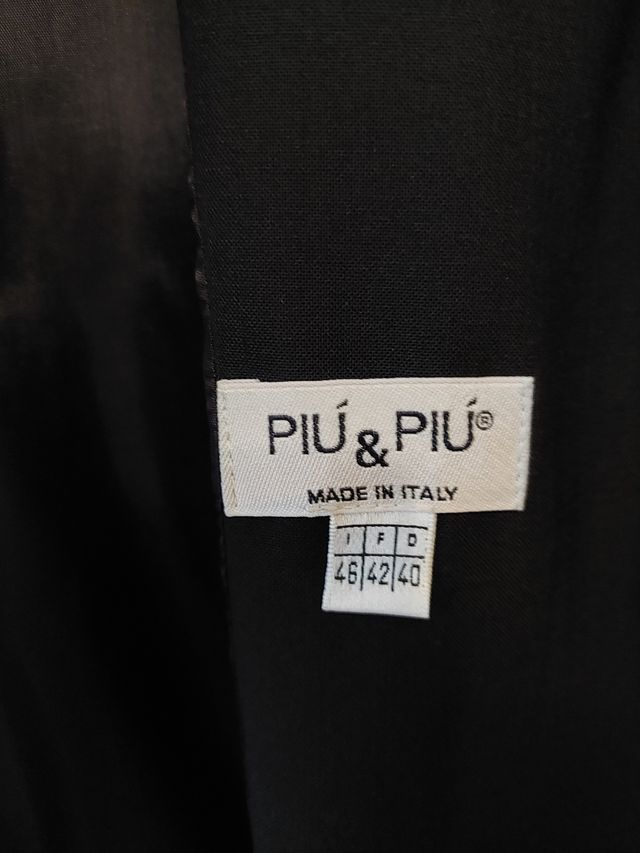 PIÚ & PIÚ®
MADE IN ITALY
I F D
46 42 40